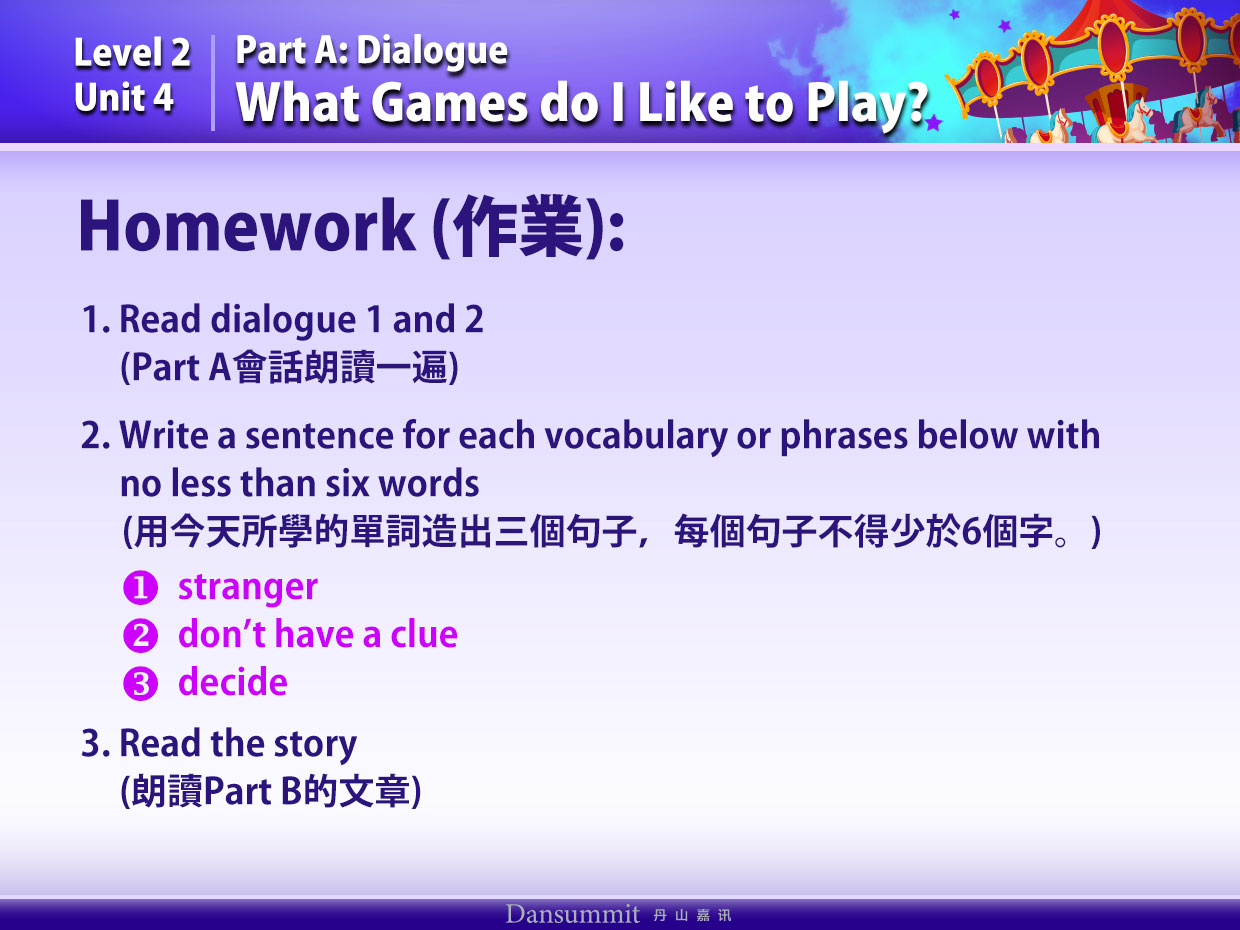 Level 2
Unit 4
Part A: Dialogue
What Games do I Like to Play?
Homework (作業):
1. Read dialogue 1 and 2
(Part A會話朗讀一遍)
2. Write a sentence for each vocabulary or phrases below with
no less than six words
(用今天所學的單詞造出三個句子，每個句子不得少於6個字。)
❶ stranger
❷ don’t have a clue
❸ decide
3. Read the story
(朗讀Part B的文章)
Dansummit 丹山嘉讯